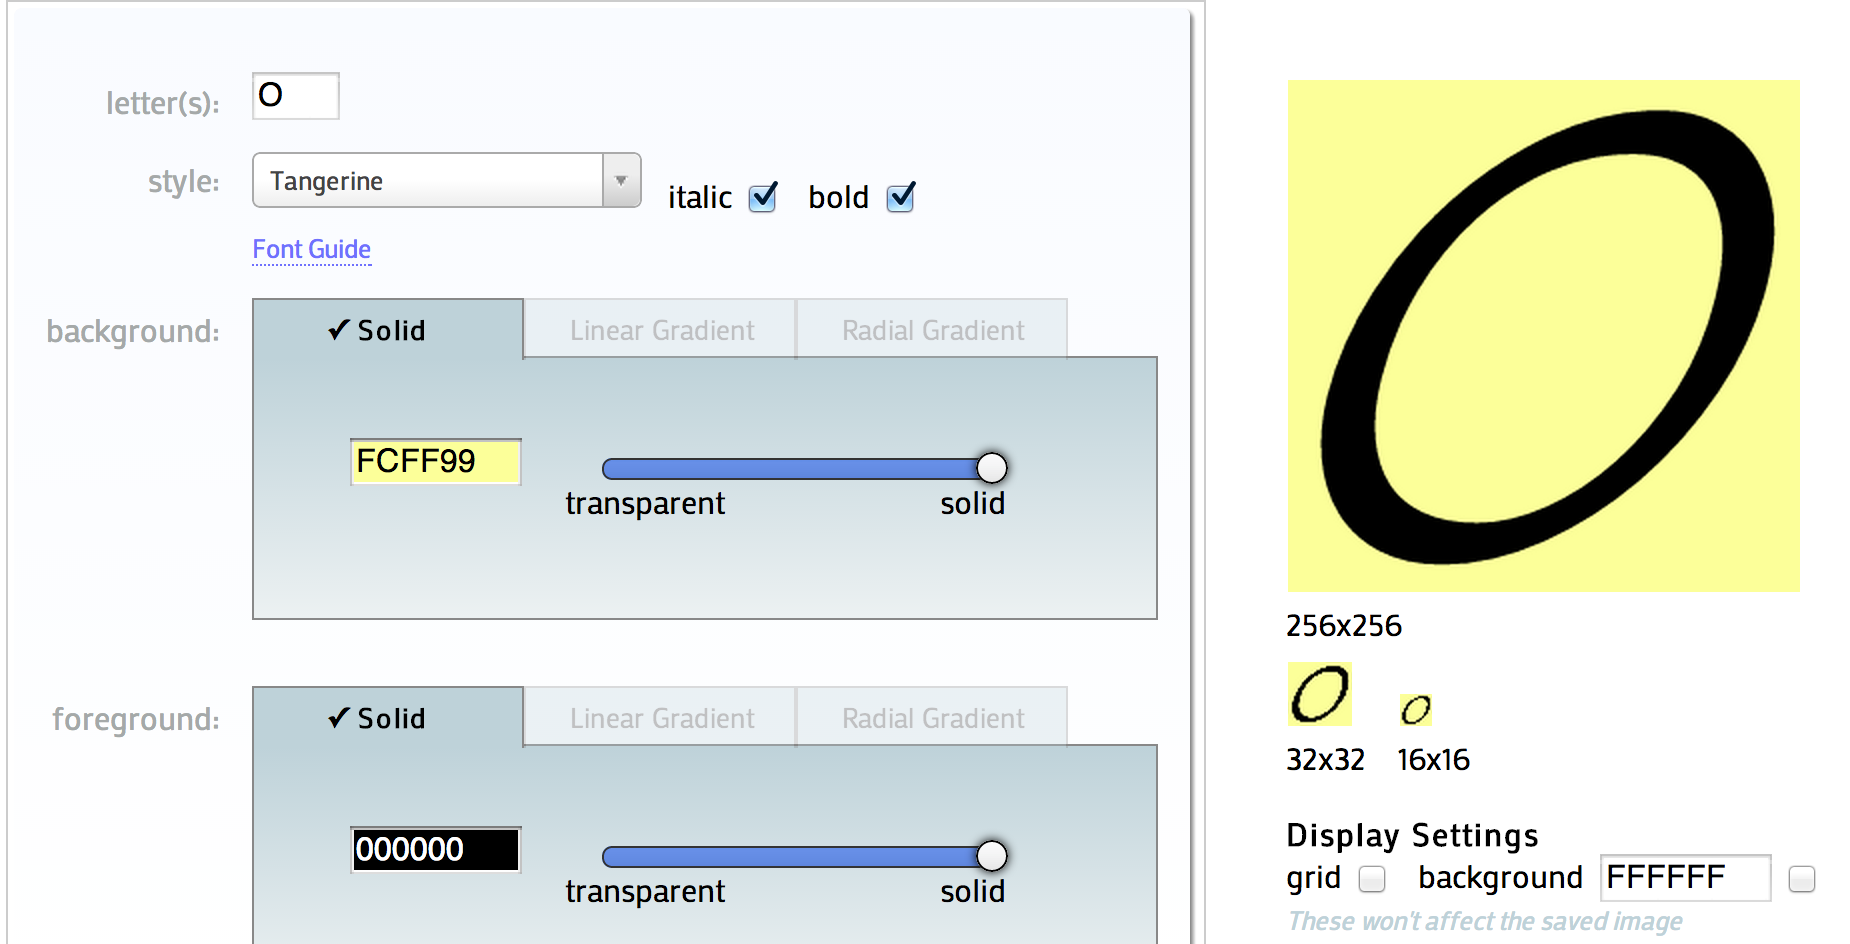 letter(s): O
style: Tangerine italic bold
Font Guide
background: ✔ Solid Linear Gradient Radial Gradient
FCFF99
transparent solid
foreground: ✔ Solid Linear Gradient Radial Gradient
000000
transparent solid
O
256x256
O O
32x32 16x16
Display Settings
grid background FFFFFF
These won't affect the saved image